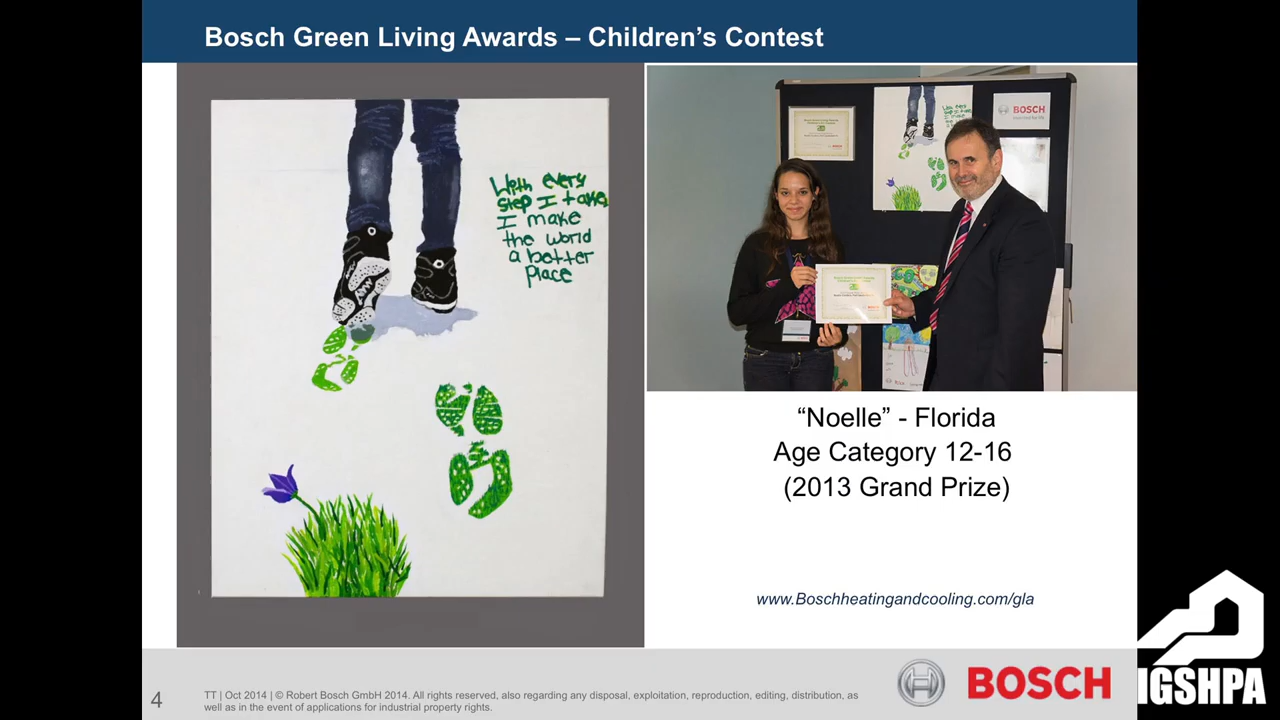 Bosch Green Living Awards – Children’s Contest
With every
step I take,
I make
the world
a better
place
BOSCH
“Noelle” - Florida
Age Category 12-16
(2013 Grand Prize)
www.Boschheatingandcooling.com/gla
4
TT | Oct 2014 | © Robert Bosch GmbH 2014. All rights reserved, also regarding any disposal, exploitation, reproduction, editing, distribution, as
well as in the event of applications for industrial property rights.
BOSCH
IGSHPA